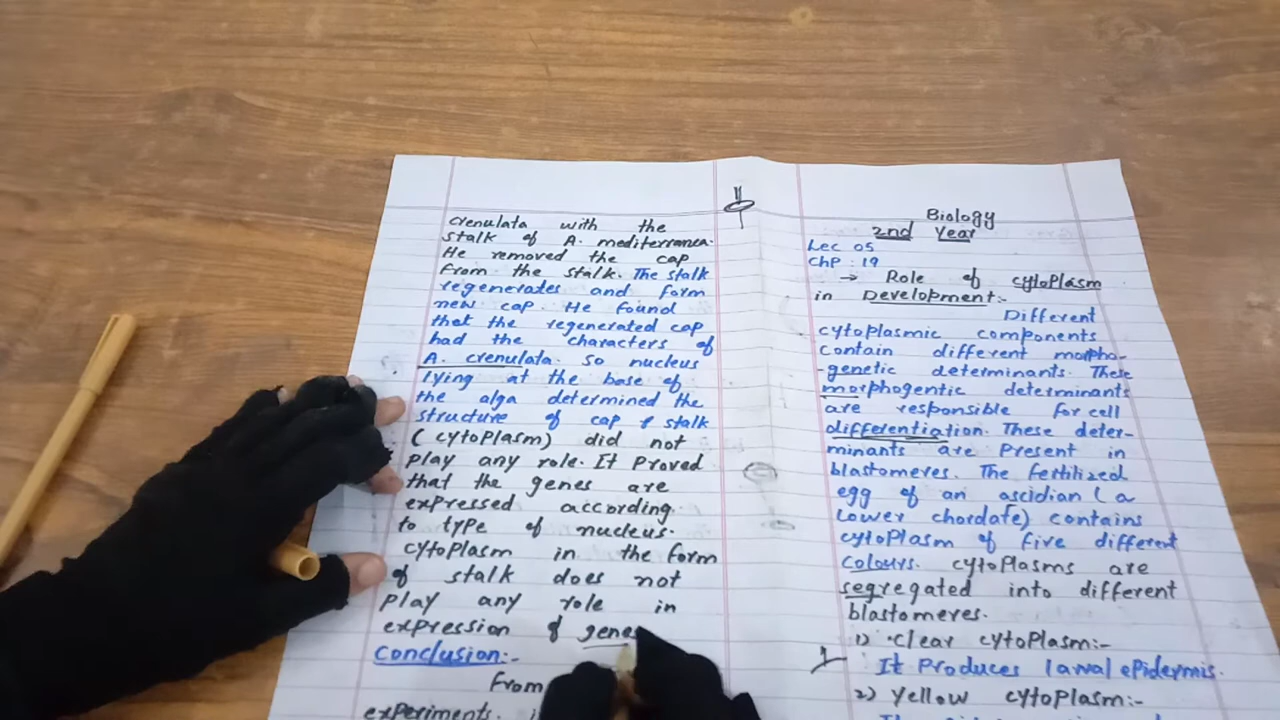 crenulata with the
stalk of A. mediterranea.
He removed the cap
from the stalk. The stalk
regenerates and form
new cap. He found
that the regenerated cap
had the characters of
A. crenulata. so nucleus
lying at the base of
the alga determined the
structure of cap & stalk
(cytoplasm) did not
play any role. It proved
that the genes are
expressed according
to type of nucleus.
cytoplasm in the form
of stalk does not
play any role in
expression of gene
Conclusion:-
From
experiments.
Biology
2nd Year
Lec 05
Chp : 19
→ Role of cytoplasm
in Development:-
Different
cytoplasmic components
contain different morpho-
-genetic determinants. These
morphogentic determinants
are responsible for cell
differentiation. These deter-
minants are present in
blastomeres. The fertilized
egg of an ascidian (a
lower chordate) contains
cytoplasm of five different
colours. cytoplasms are
segregated into different
blastomeres.
1) clear cytoplasm:-
It produces larval epidermis.
2) Yellow cytoplasm:-